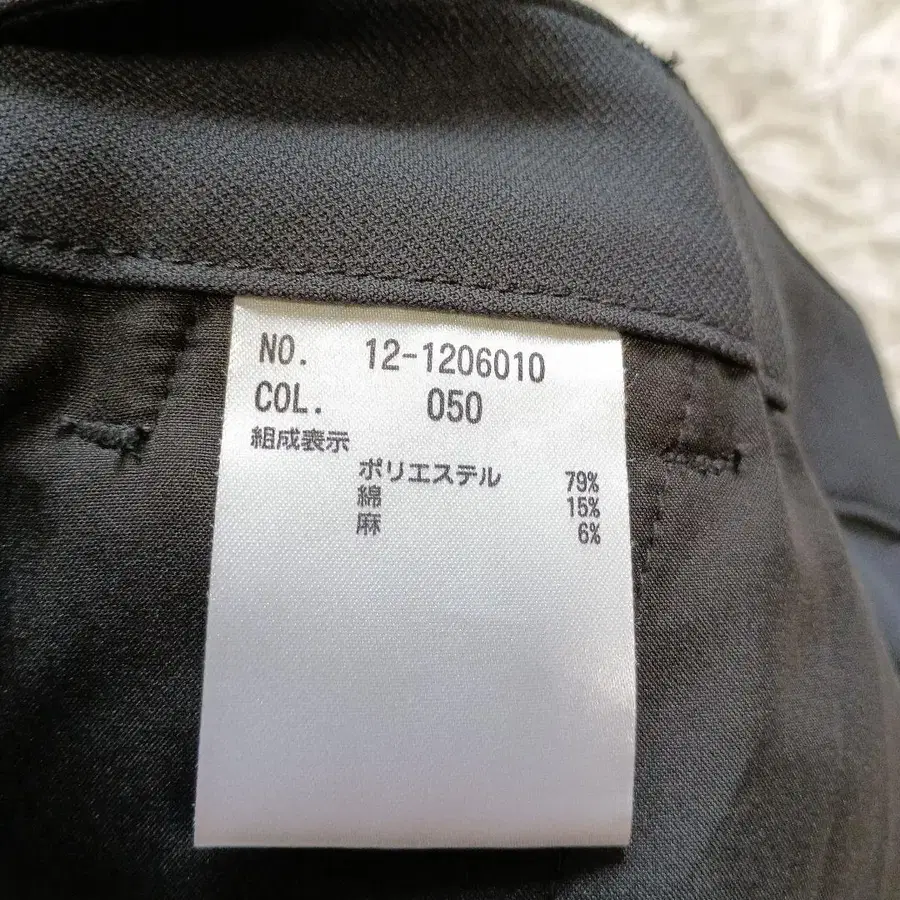 NO. 12-1206010
COL. 050
組成表示
ポリエステル 79%
綿 15%
麻 6%